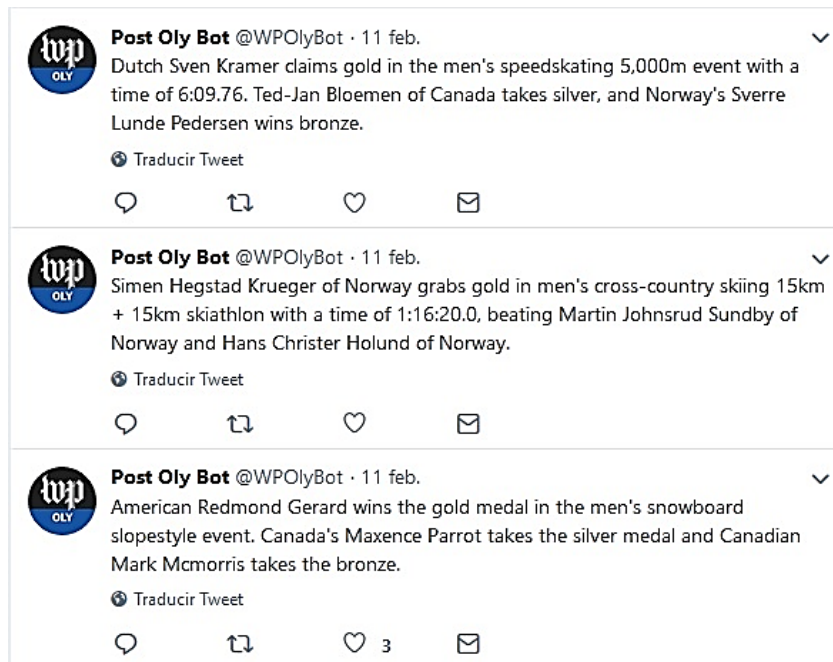 wp
OLY
Post Oly Bot @WPOlyBot · 11 feb.
Dutch Sven Kramer claims gold in the men's speedskating 5,000m event with a
time of 6:09.76. Ted-Jan Bloemen of Canada takes silver, and Norway's Sverre
Lunde Pedersen wins bronze.
Traducir Tweet
wp
OLY
Post Oly Bot @WPOlyBot · 11 feb.
Simen Hegstad Krueger of Norway grabs gold in men's cross-country skiing 15km
+ 15km skiathlon with a time of 1:16:20.0, beating Martin Johnsrud Sundby of
Norway and Hans Christer Holund of Norway.
Traducir Tweet
wp
OLY
Post Oly Bot @WPOlyBot · 11 feb.
American Redmond Gerard wins the gold medal in the men's snowboard
slopestyle event. Canada's Maxence Parrot takes the silver medal and Canadian
Mark Mcmorris takes the bronze.
Traducir Tweet
3